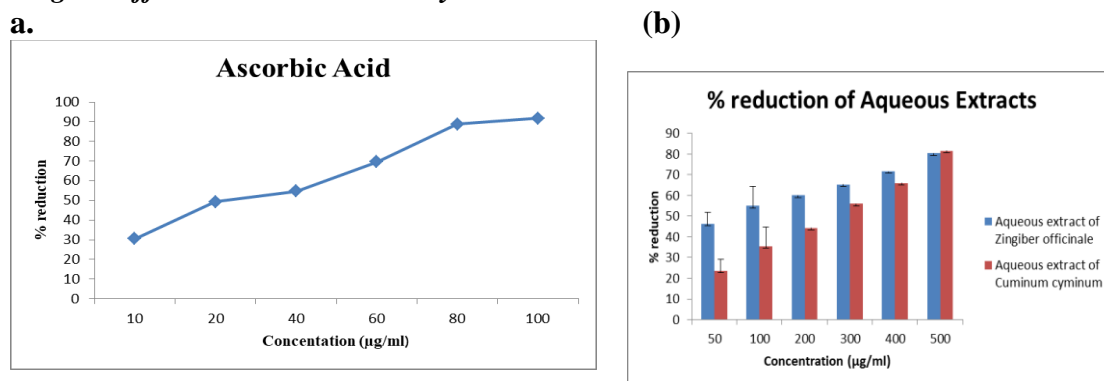 a.
(b)
Ascorbic Acid
100
90
80
70
60
50
40
30
20
10
0
% reduction
10 20 40 60 80 100
Concentation (µg/ml)
% reduction of Aqueous Extracts
90
80
70
60
50
40
30
20
10
0
% reduction
50 100 200 300 400 500
Concentration (µg/ml)
Aqueous extract of
Zingiber officinale
Aqueous extract of
Cuminum cyminum